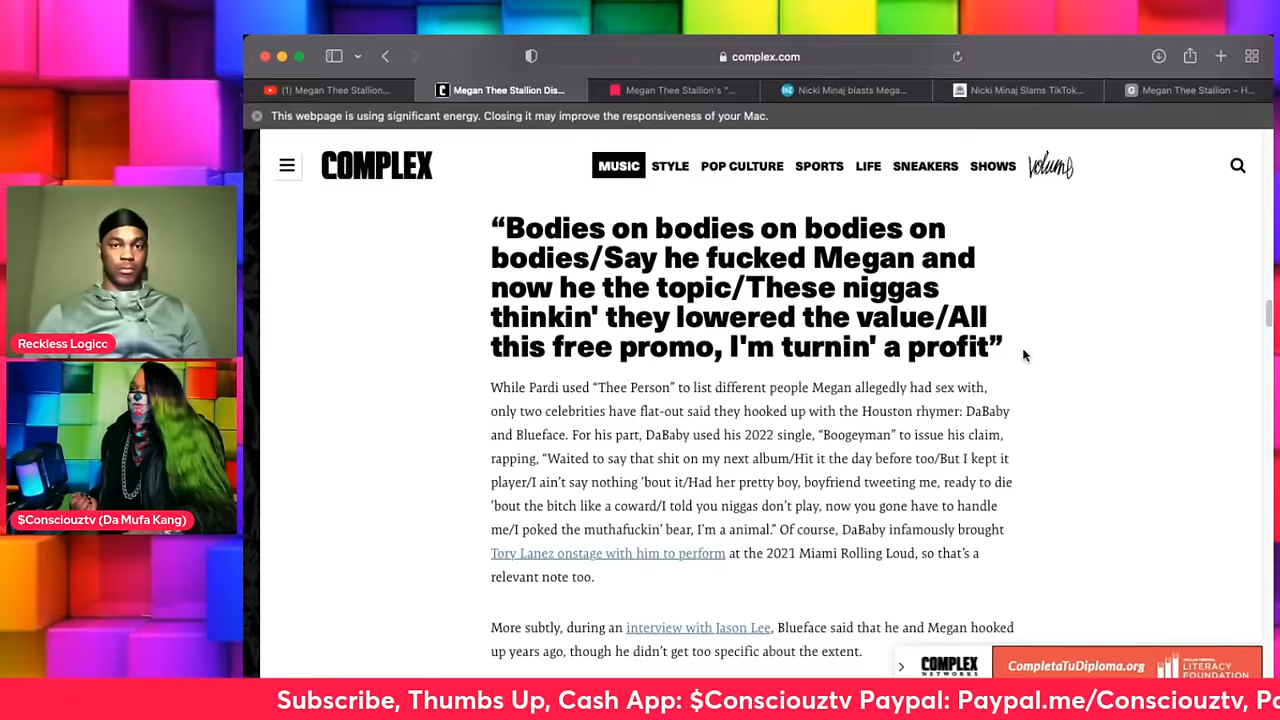 complex.com
(1) Megan Thee Stallion...
Megan Thee Stallion Dis...
Megan Thee Stallion's "...
Nicki Minaj blasts Mega...
Nicki Minaj Slams TikTok...
Megan Thee Stallion – H...
This webpage is using significant energy. Closing it may improve the responsiveness of your Mac.
COMPLEX
MUSIC STYLE POP CULTURE SPORTS LIFE SNEAKERS SHOWS Volume
“Bodies on bodies on bodies on
bodies/Say he fucked Megan and
now he the topic/These niggas
thinkin' they lowered the value/All
this free promo, I'm turnin' a profit”
While Pardi used “Thee Person” to list different people Megan allegedly had sex with,
only two celebrities have flat-out said they hooked up with the Houston rhymer: DaBaby
and Blueface. For his part, DaBaby used his 2022 single, “Boogeyman” to issue his claim,
rapping, “Waited to say that shit on my next album/Hit it the day before too/But I kept it
player/I ain’t say nothing ’bout it/Had her pretty boy, boyfriend tweeting me, ready to die
’bout the bitch like a coward/I told you niggas don’t play, now you gone have to handle
me/I poked the muthafuckin’ bear, I’m a animal.” Of course, DaBaby infamously brought
Tory Lanez onstage with him to perform at the 2021 Miami Rolling Loud, so that’s a
relevant note too.
More subtly, during an interview with Jason Lee, Blueface said that he and Megan hooked
up years ago, though he didn’t get too specific about the extent.
Reckless Logicc
$Consciouztv (Da Mufa Kang)
COMPLEX
NETWORKS
CompletaTuDiploma.org
DOLLAR GENERAL
LITERACY
FOUNDATION
Subscribe, Thumbs Up, Cash App: $Consciouztv Paypal: Paypal.me/Consciouztv, Po